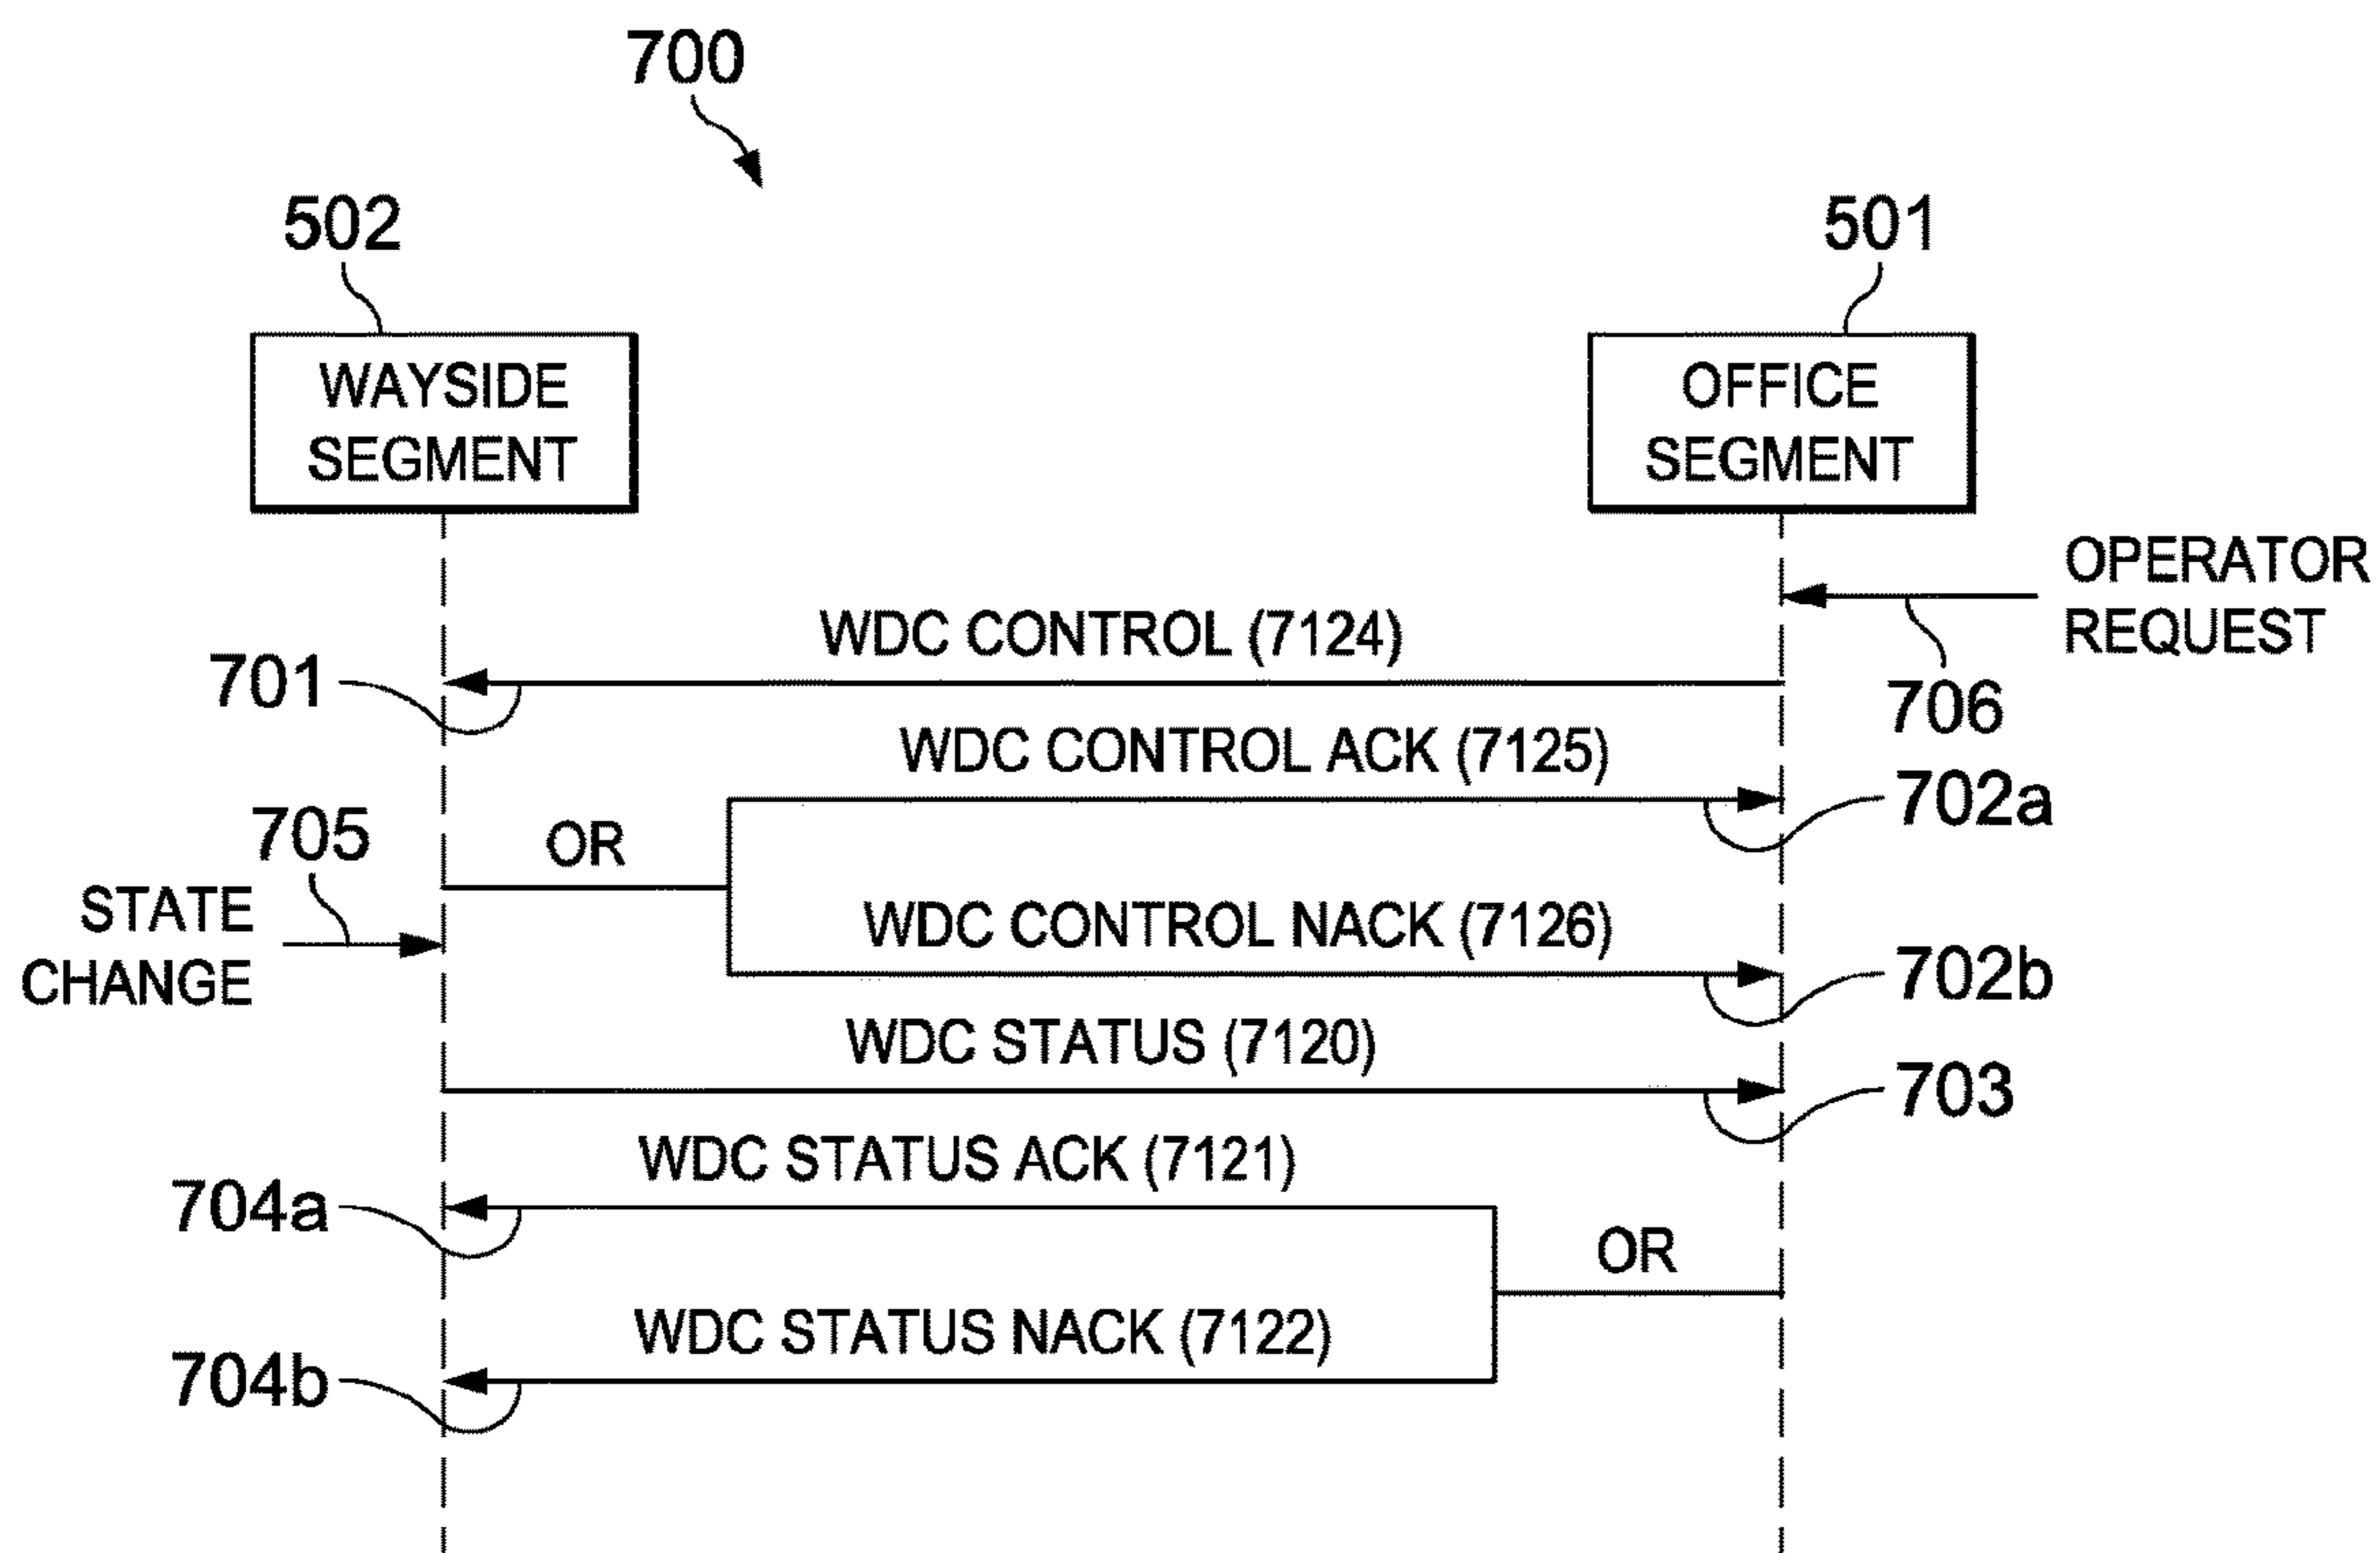 700
502
501
WAYSIDE
SEGMENT
OFFICE
SEGMENT
OPERATOR
REQUEST
706
WDC CONTROL (7124)
701
WDC CONTROL ACK (7125)
702a
OR
705
STATE
CHANGE
WDC CONTROL NACK (7126)
702b
WDC STATUS (7120)
703
WDC STATUS ACK (7121)
704a
OR
WDC STATUS NACK (7122)
704b